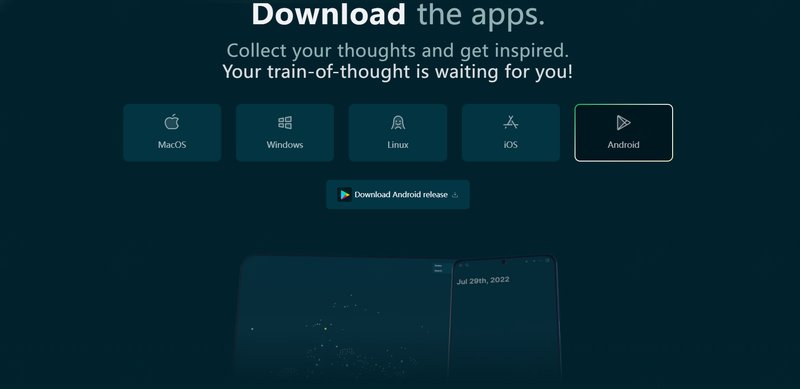 Download the apps.
Collect your thoughts and get inspired.
Your train-of-thought is waiting for you!
MacOS
Windows
Linux
iOS
Android
Download Android release
Jul 29th, 2022